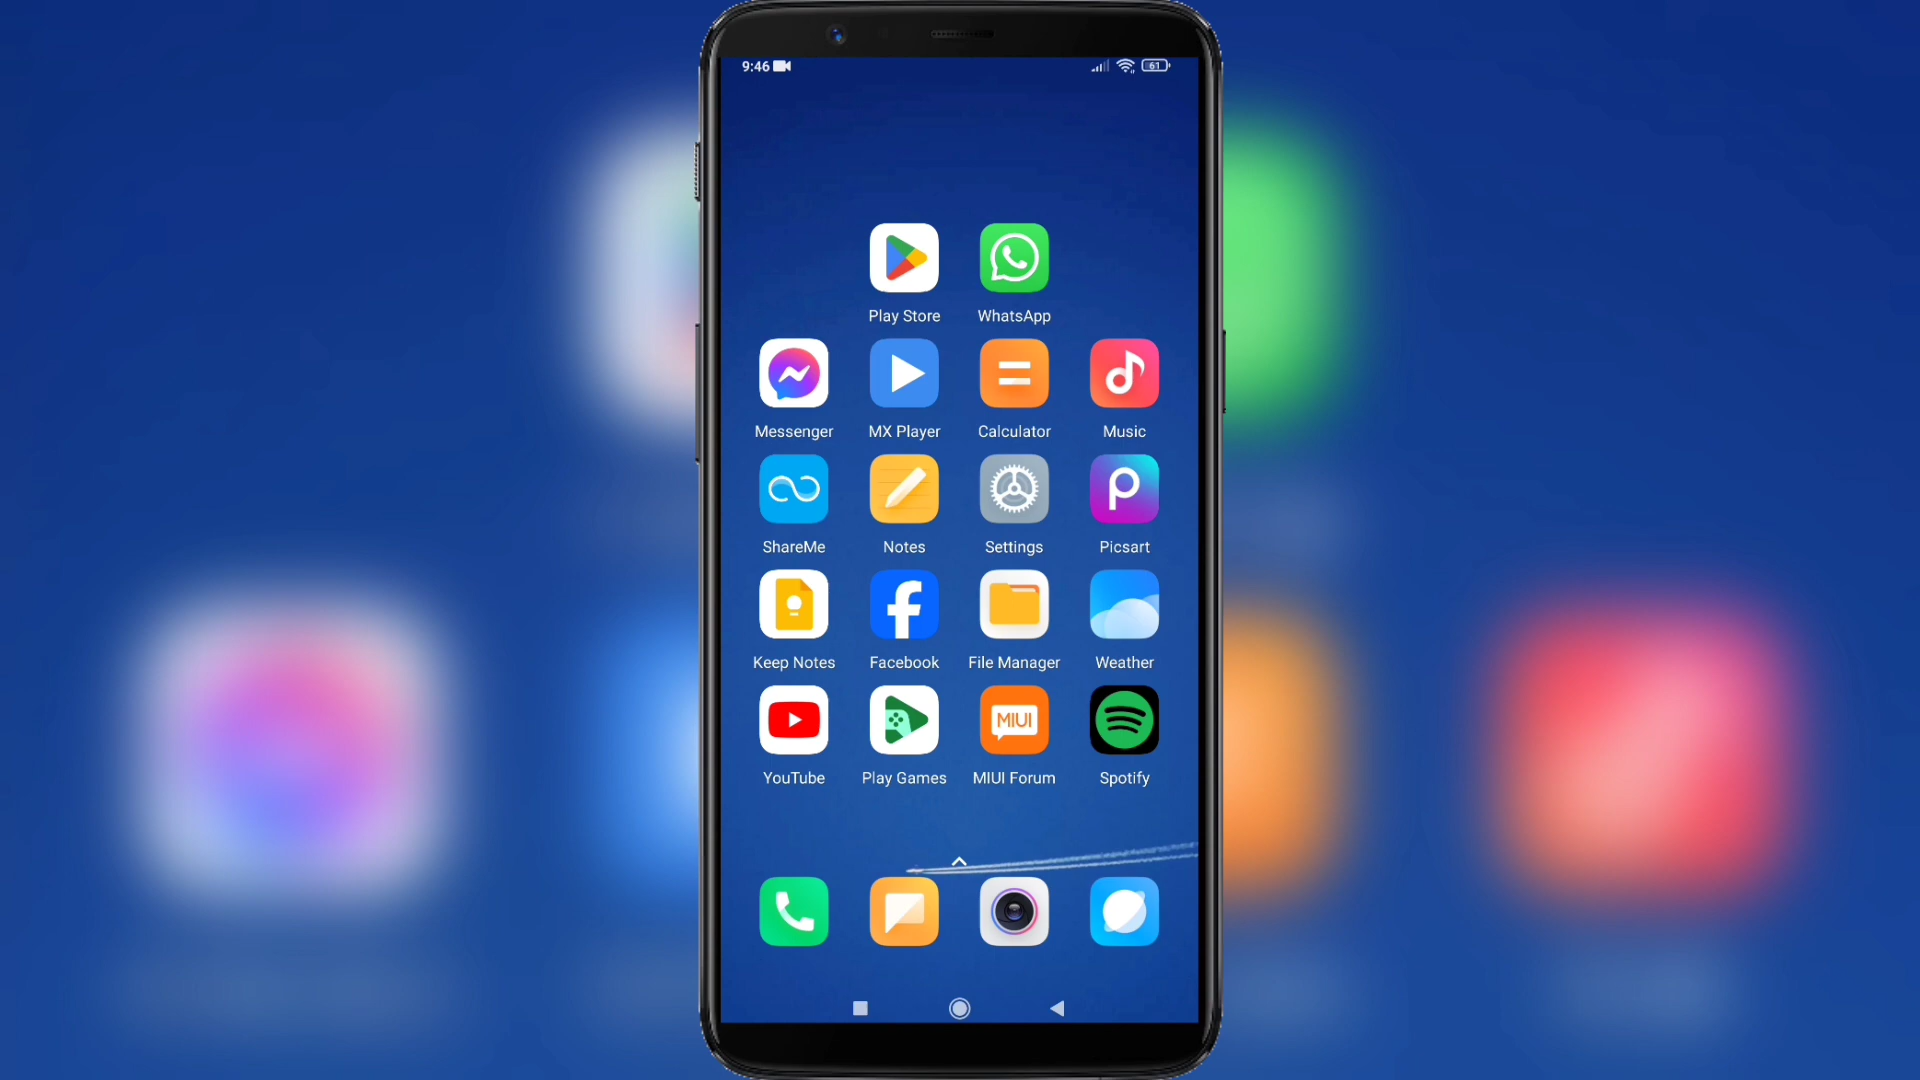 9:46 61
Play Store WhatsApp
Messenger MX Player Calculator Music
ShareMe Notes Settings Picsart
Keep Notes Facebook File Manager Weather
MIUI
YouTube Play Games MIUI Forum Spotify